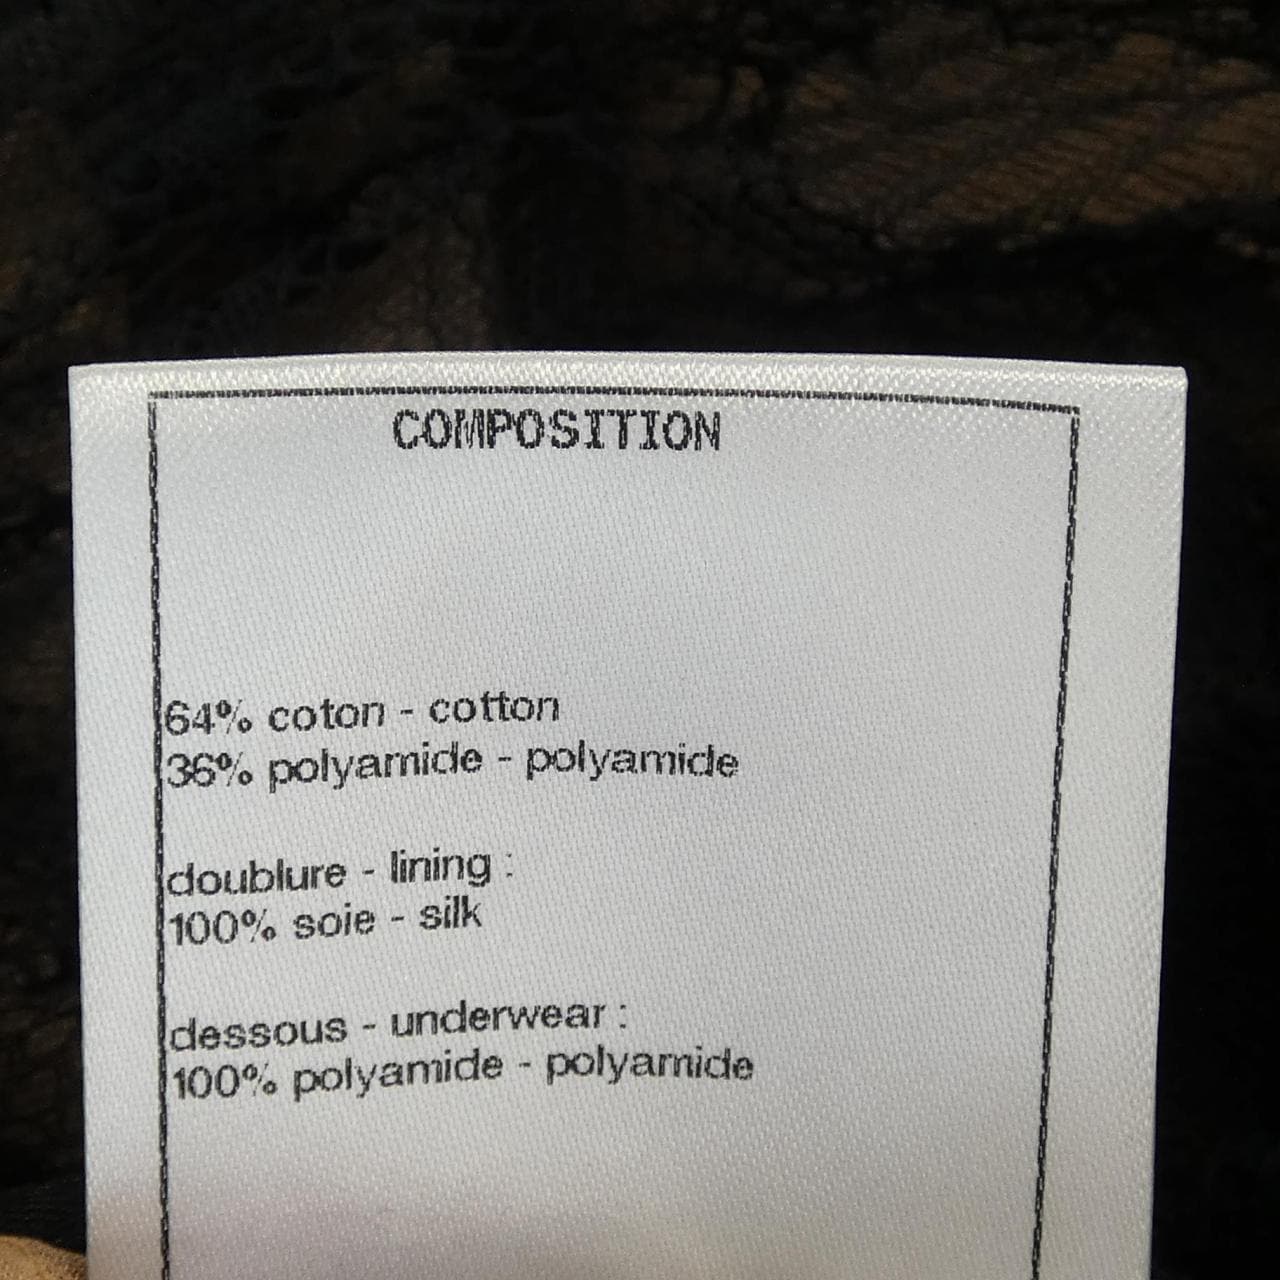 COMPOSITION
64% coton - cotton
36% polyamide - polyamide
doublure - lining :
100% soie - silk
dessous - underwear :
100% polyamide - polyamide